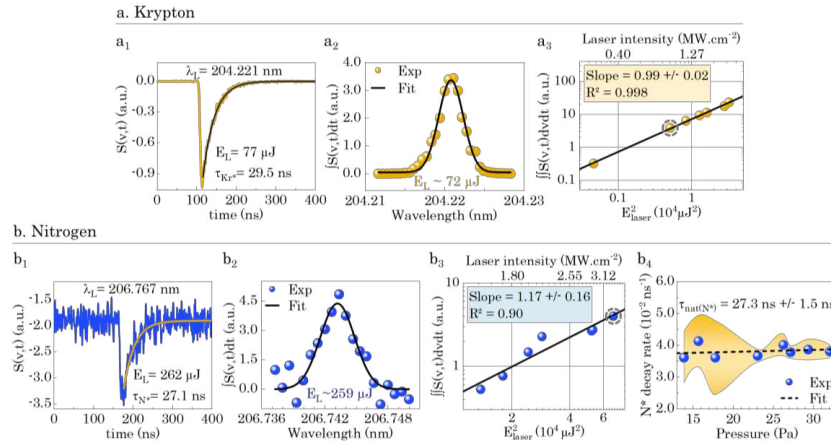 a. Krypton
a₁
λL= 204.221 nm
S(ν,t) (a.u.)
0.0
-0.3
-0.6
-0.9
EL= 77 μJ
τKr*= 29.5 ns
0 100 200 300 400
time (ns)
a₂
Exp
Fit
∫S(ν,t)dt (a.u.)
4.0
3.0
2.0
1.0
0.0
EL~ 72 μJ
204.21 204.22 204.23
Wavelength (nm)
a₃
Laser intensity (MW.cm⁻²)
0.40 1.27
Slope = 0.99 +/- 0.02
R² = 0.998
∫∫S(ν,t)dνdt (a.u.)
100
10
1
0.1
0.1 1
E²laser (10⁴μJ²)
b. Nitrogen
b₁
λL= 206.767 nm
S(ν,t) (a.u.)
-1.5
-2.0
-2.5
-3.0
-3.5
EL= 262 μJ
τN*= 27.1 ns
0 100 200 300 400
time (ns)
b₂
Exp
Fit
∫S(ν,t)dt (a.u.)
4.5
3.0
1.5
0.0
EL~259 μJ
206.736 206.742 206.748
Wavelength (nm)
b₃
Laser intensity (MW.cm⁻²)
1.80 2.55 3.12
Slope = 1.17 +/- 0.16
R² = 0.90
∫∫S(ν,t)dνdt (a.u.)
10
1
2 4 6
E²laser (10⁴ μJ²)
b₄
τnat(N*) = 27.3 ns +/- 1.5 ns
N* decay rate (10⁻² ns⁻¹)
6.0
5.0
4.0
3.0
2.0
Exp
Fit
15 20 25 30
Pressure (Pa)